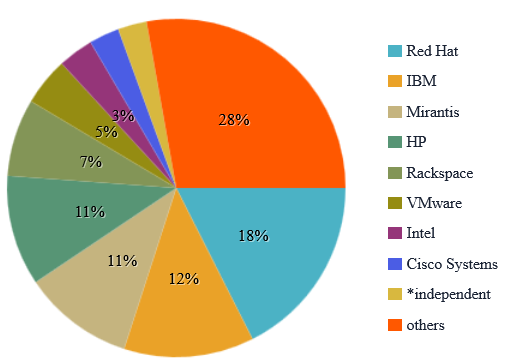 28%
3%
5%
7%
11%
11%
12%
18%
Red Hat
IBM
Mirantis
HP
Rackspace
VMware
Intel
Cisco Systems
*independent
others